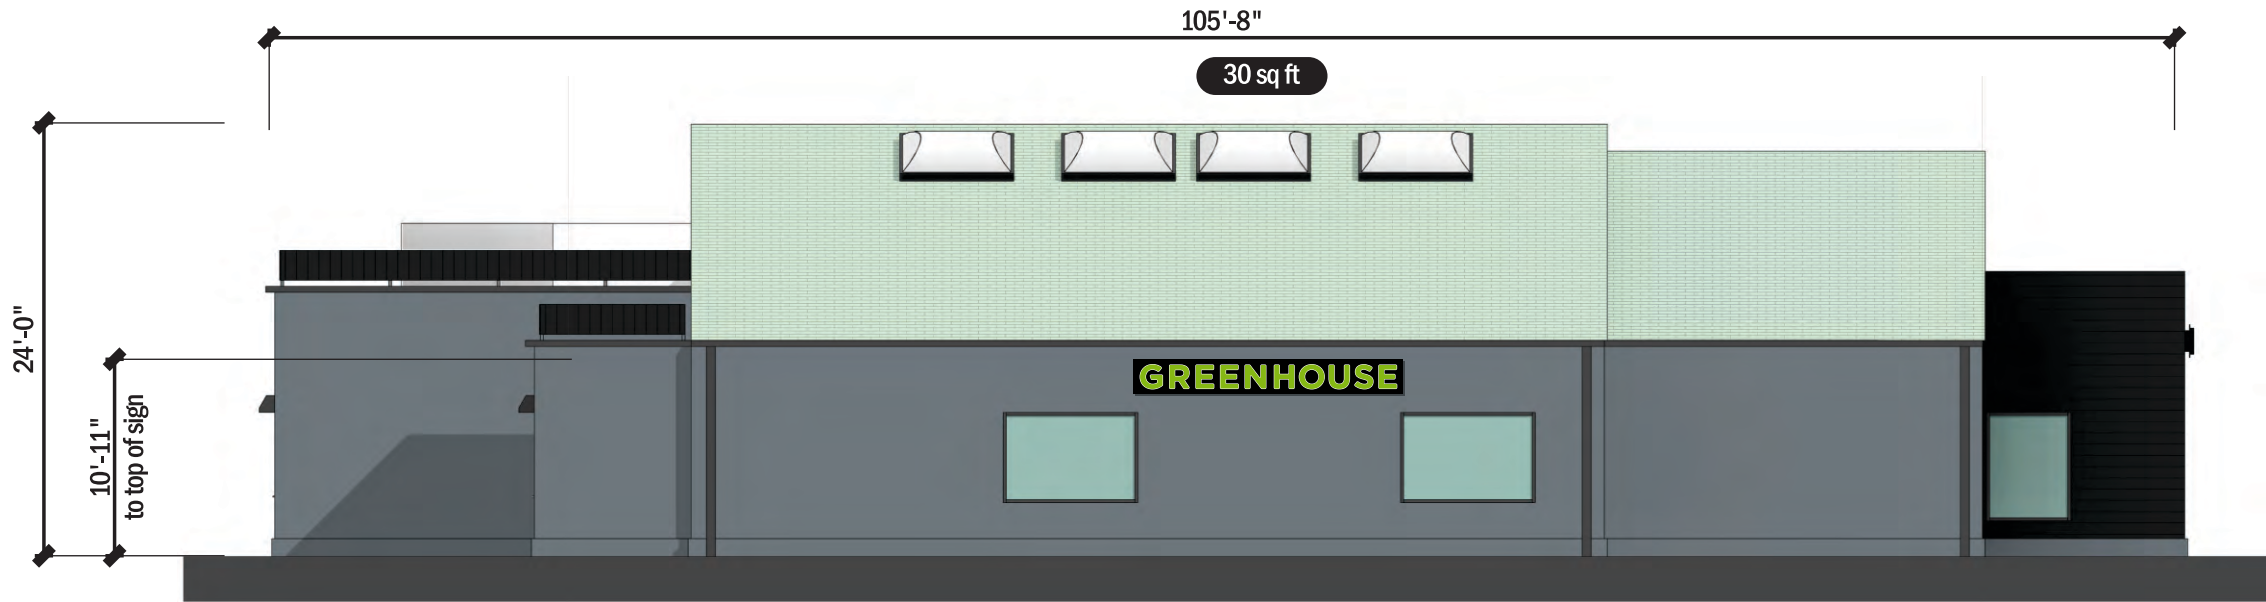 105'-8"
30 sq ft
24'-0"
10'-11"
to top of sign
GREENHOUSE